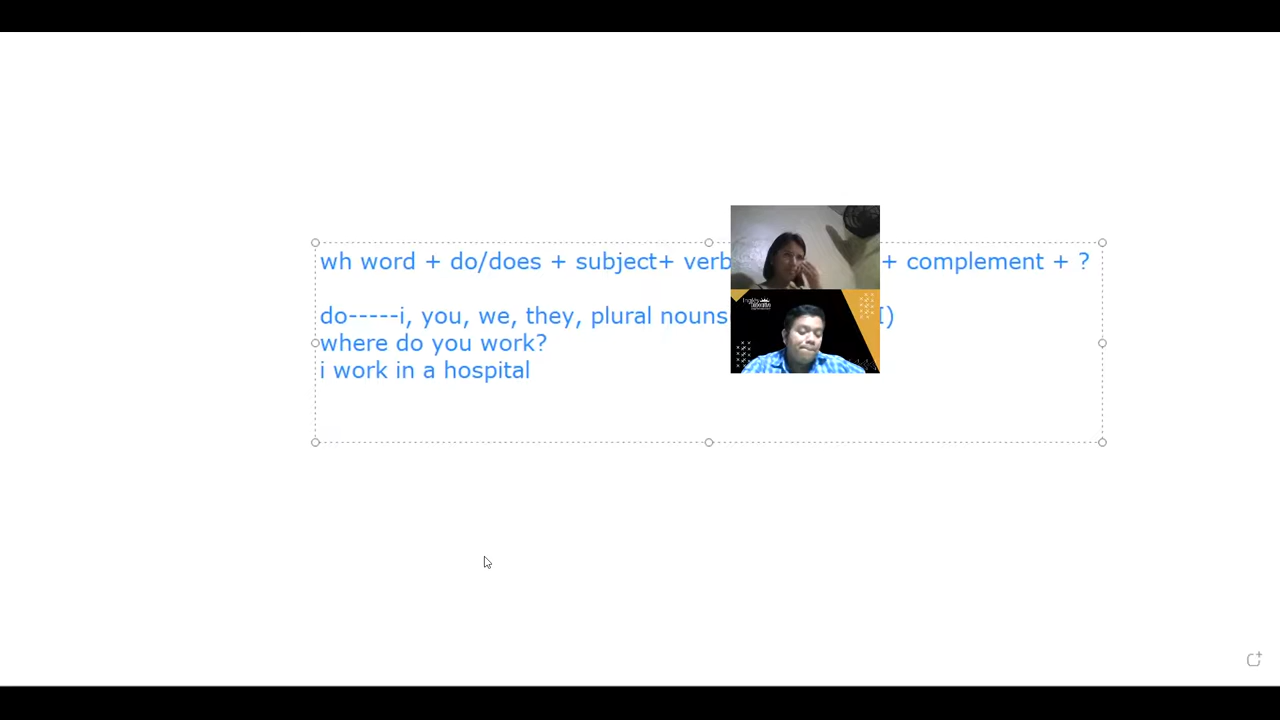 wh word + do/does + subject+ verb + complement + ?
do-----i, you, we, they, plural nouns I)
where do you work?
i work in a hospital